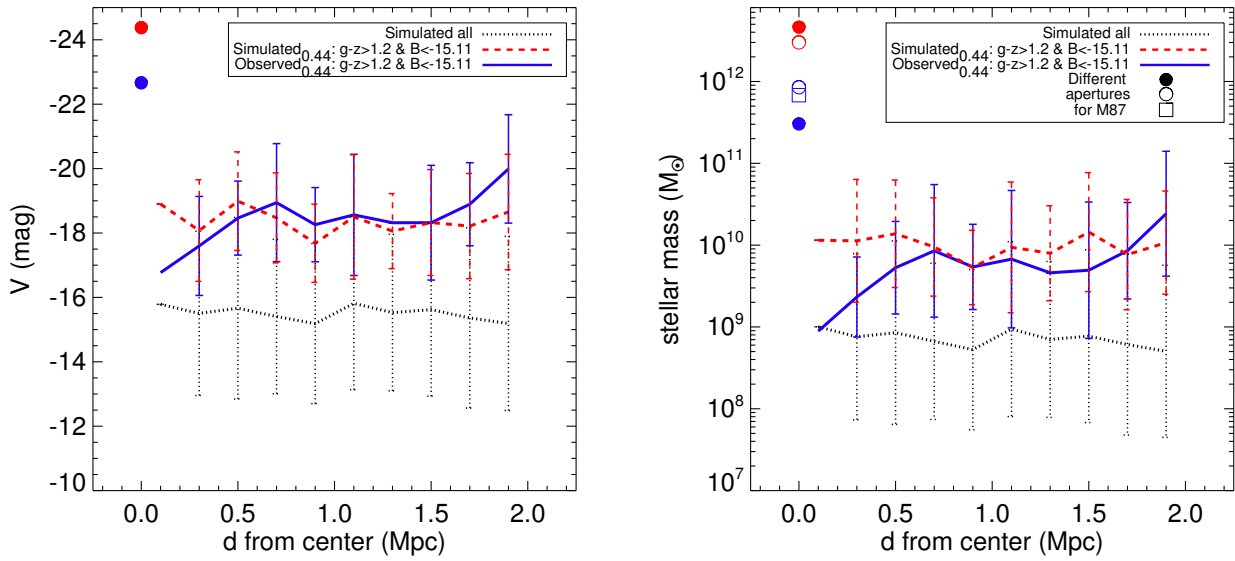 Simulated all
Simulated0.44: g-z>1.2 & B<-15.11
Observed0.44: g-z>1.2 & B<-15.11
-24
-22
-20
-18
-16
-14
-12
-10
V (mag)
0.0 0.5 1.0 1.5 2.0
d from center (Mpc)
Simulated all
Simulated0.44: g-z>1.2 & B<-15.11
Observed0.44: g-z>1.2 & B<-15.11
Different
apertures
for M87
10^12
10^11
10^10
10^9
10^8
10^7
stellar mass (M☉)
0.0 0.5 1.0 1.5 2.0
d from center (Mpc)